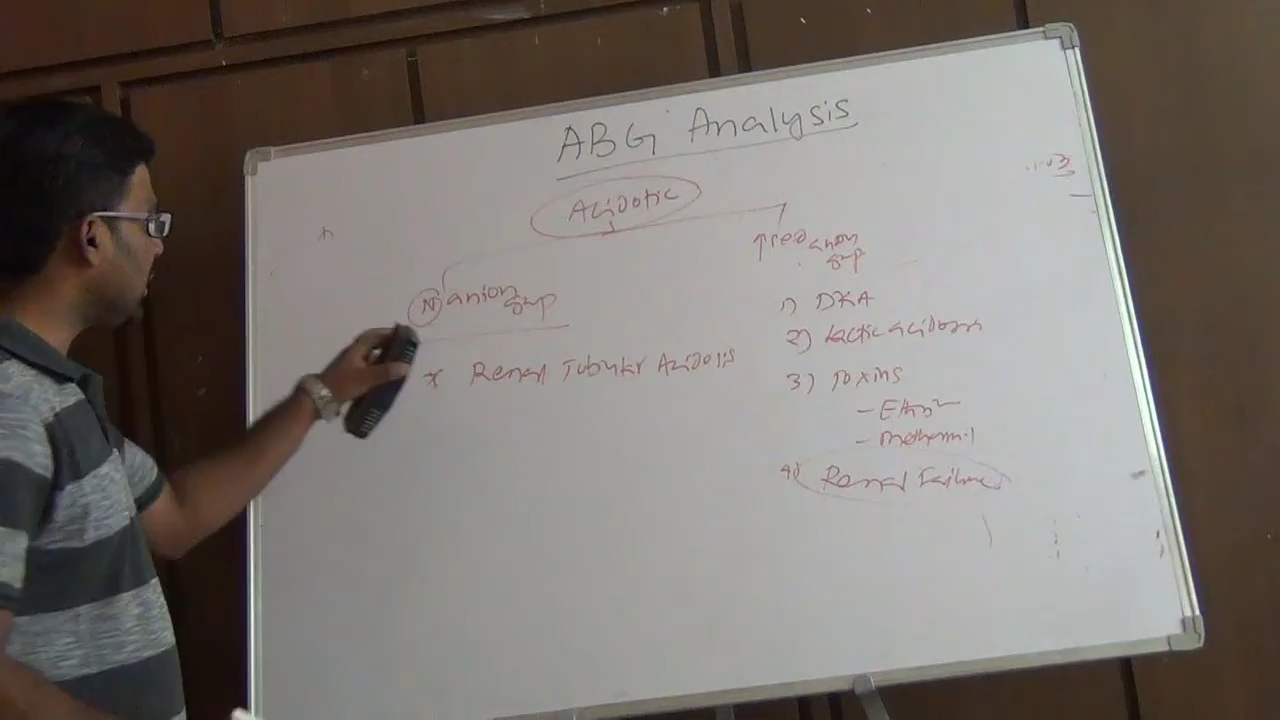 ABG Analysis
Acidotic
(N) anion gap
↑sed anion gap
* Renal Tubular Acidosis
1) DKA
2) Lactic acidosis
3) Toxins
- Ethanol
- methanol
4) Renal Failure